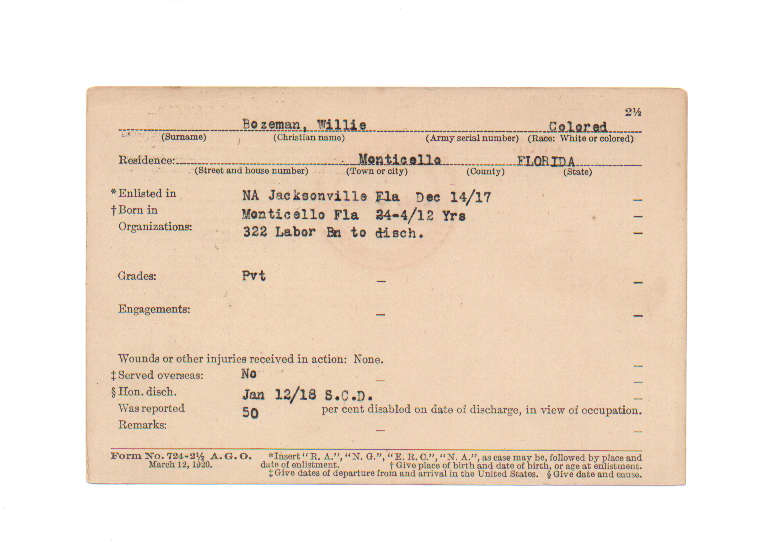 2½
Bozeman, Willie Colored
(Surname) (Christian name) (Army serial number) (Race: White or colored)
Residence: Monticello FLORIDA
(Street and house number) (Town or city) (County) (State)
*Enlisted in NA Jacksonville Fla Dec 14/17 –
†Born in Monticello Fla 24-4/12 Yrs –
Organizations: 322 Labor Bn to disch. –
Grades: Pvt – –
Engagements: – –
Wounds or other injuries received in action: None. –
‡Served overseas: No – –
§Hon. disch. Jan 12/18 S.C.D. –
Was reported 50 per cent disabled on date of discharge, in view of occupation.
Remarks: – –
Form No. 724-2½ A. G. O. *Insert "R. A.", "N. G.", "E. R. C.", "N. A.", as case may be, followed by place and
March 12, 1920. date of enlistment. †Give place of birth and date of birth, or age at enlistment.
‡Give dates of departure from and arrival in the United States. §Give date and cause.